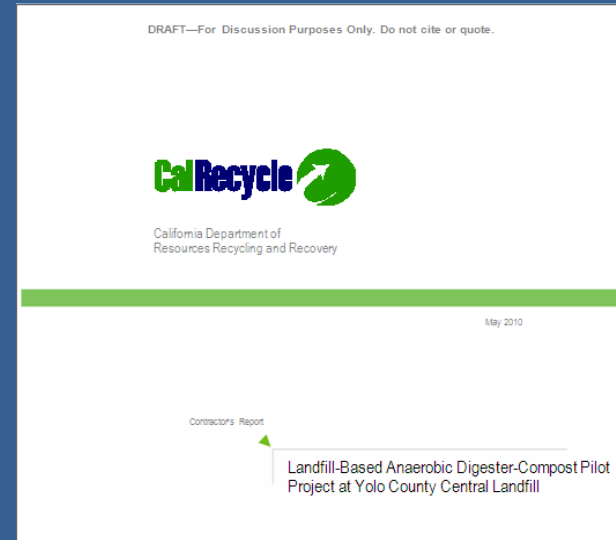 DRAFT—For Discussion Purposes Only. Do not cite or quote.
CalRecycle
California Department of
Resources Recycling and Recovery
May 2010
Contractor's Report
Landfill-Based Anaerobic Digester-Compost Pilot
Project at Yolo County Central Landfill